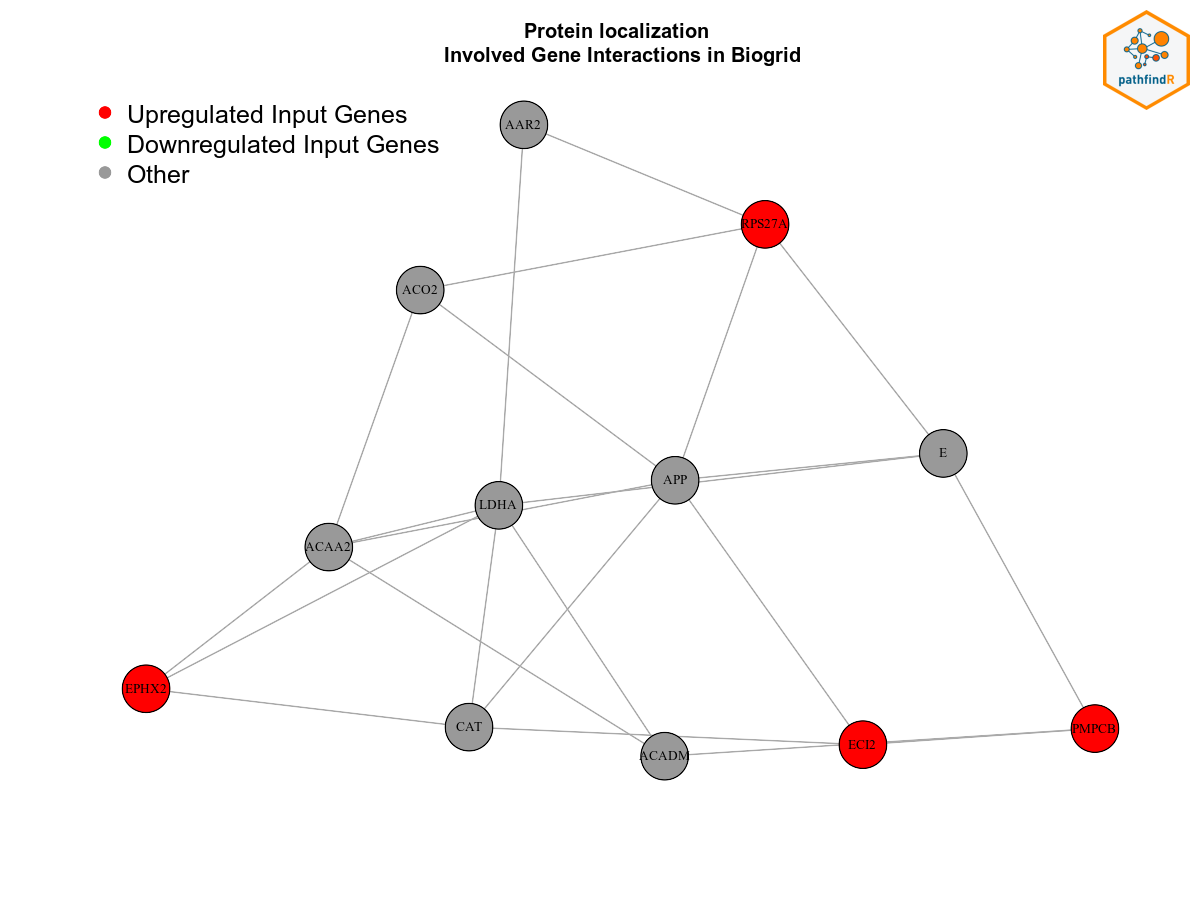 Protein localization
Involved Gene Interactions in Biogrid
pathfindR
Upregulated Input Genes
Downregulated Input Genes
Other
AAR2
RPS27A
ACO2
E
APP
LDHA
ACAA2
EPHX2
CAT
ACADM
ECI2
PMPCB